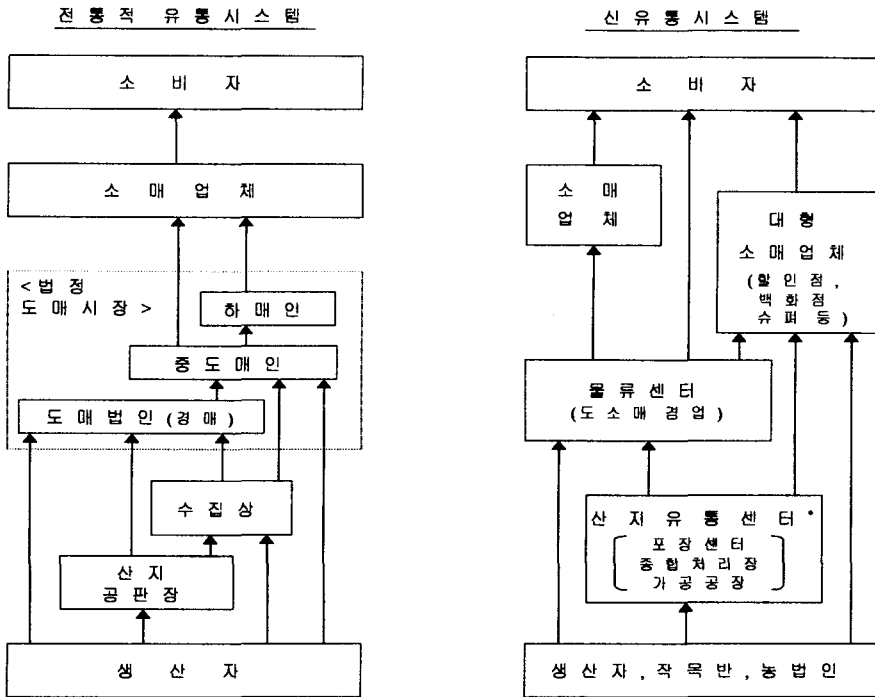 전통적 유통시스템
소비자
소매업체
<법정
도매시장>
하매인
중도매인
도매법인(경매)
수집상
산지
공판장
생산자
신유통시스템
소비자
소매
업체
대형
소매업체
(할인점,
백화점
슈퍼등)
물류센터
(도소매 경업)
산지유통센터*
포장센터
종합처리장
가공공장
생산자,작목반,농법인